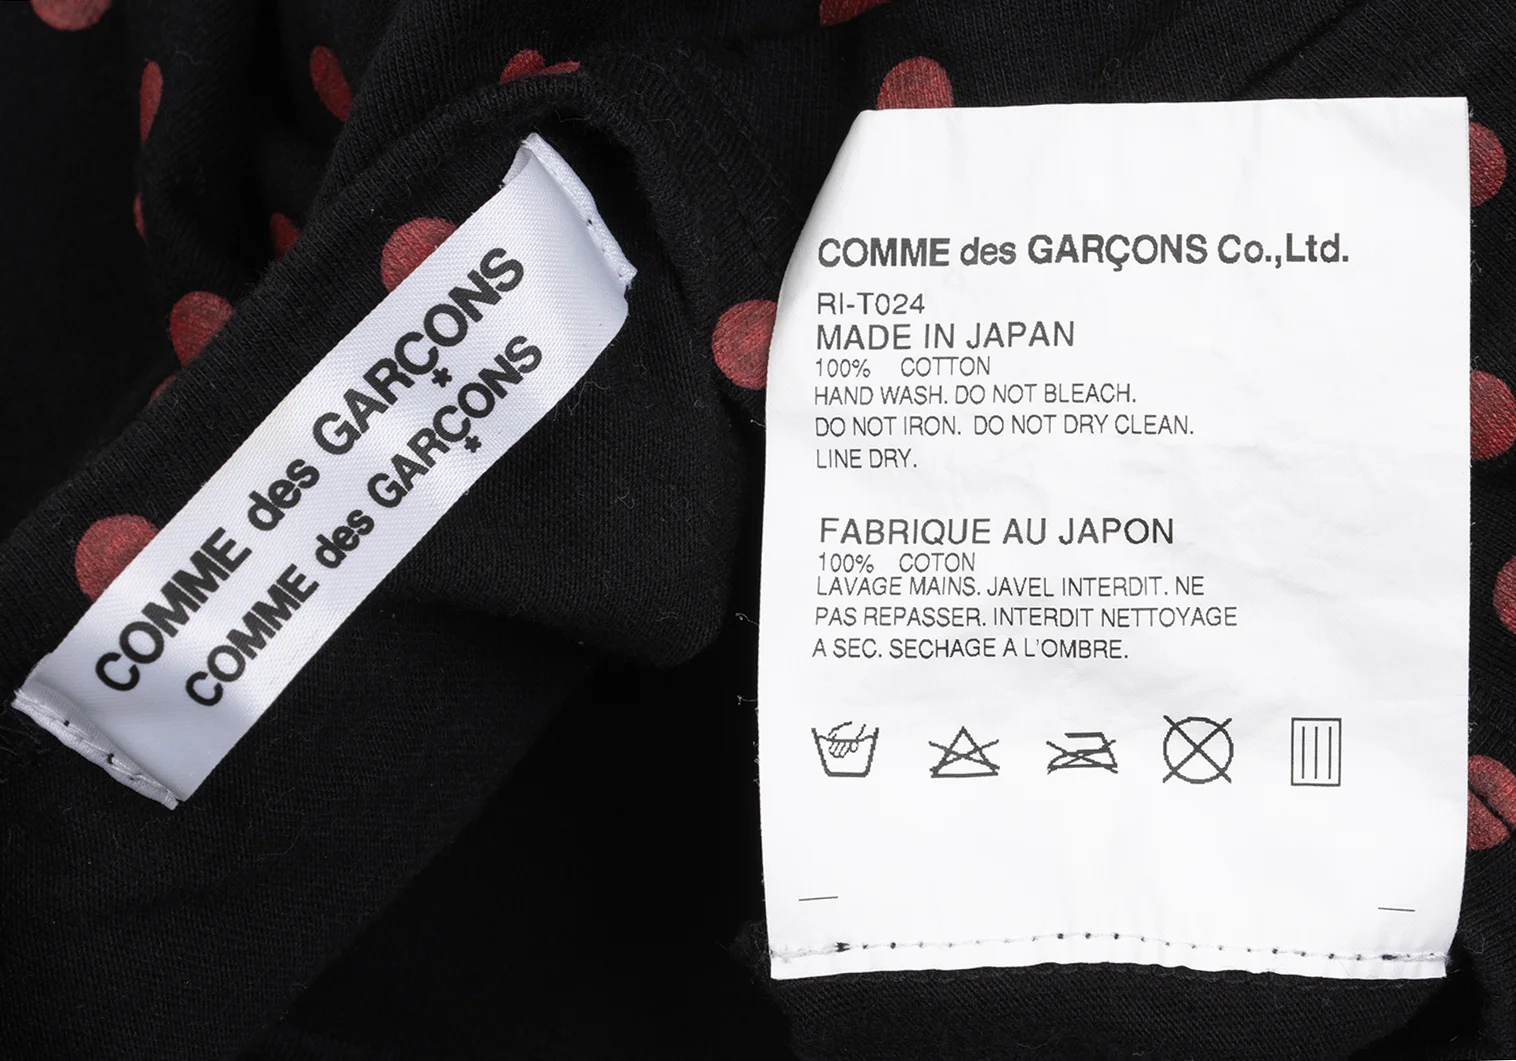 COMME des GARÇONS
*
COMME des GARÇONS
*
COMME des GARÇONS Co.,Ltd.
RI-T024
MADE IN JAPAN
100% COTTON
HAND WASH. DO NOT BLEACH.
DO NOT IRON. DO NOT DRY CLEAN.
LINE DRY.
FABRIQUE AU JAPON
100% COTON
LAVAGE MAINS. JAVEL INTERDIT. NE
PAS REPASSER. INTERDIT NETTOYAGE
A SEC. SECHAGE A L'OMBRE.